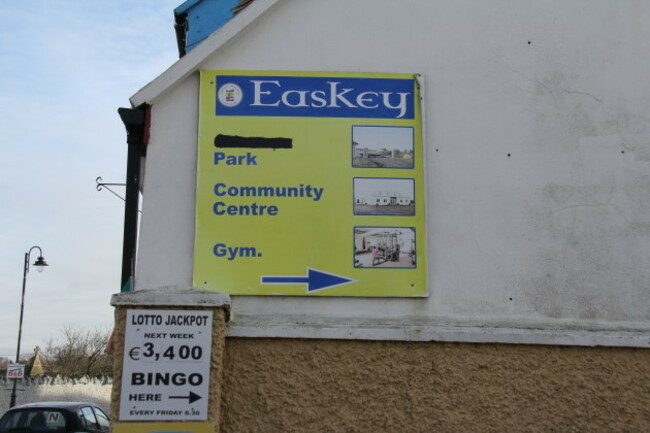 Easkey
Park
Community
Centre
Gym.
LOTTO JACKPOT
NEXT WEEK
€3,400
BINGO
HERE
EVERY FRIDAY 8.30
N